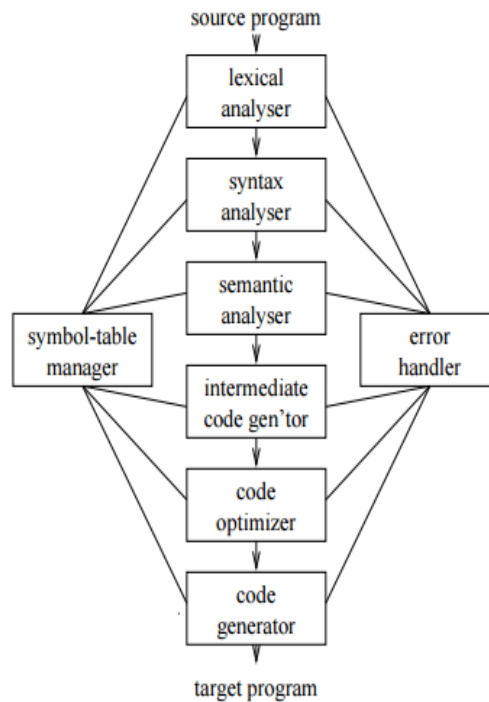 source program
lexical
analyser
syntax
analyser
semantic
analyser
symbol-table
manager
error
handler
intermediate
code gen'tor
code
optimizer
code
generator
target program